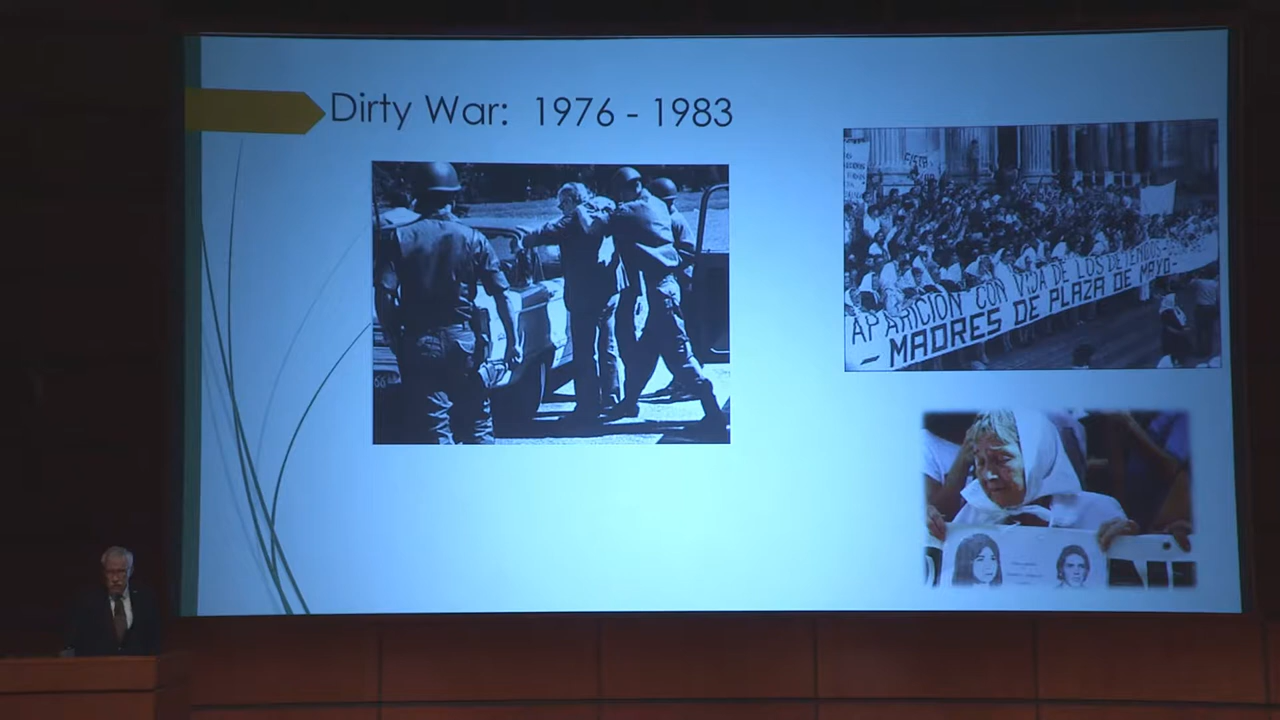 Dirty War: 1976 - 1983
APARICION CON VIDA DE LOS DETENIDOS
- MADRES DE PLAZA DE MAYO-